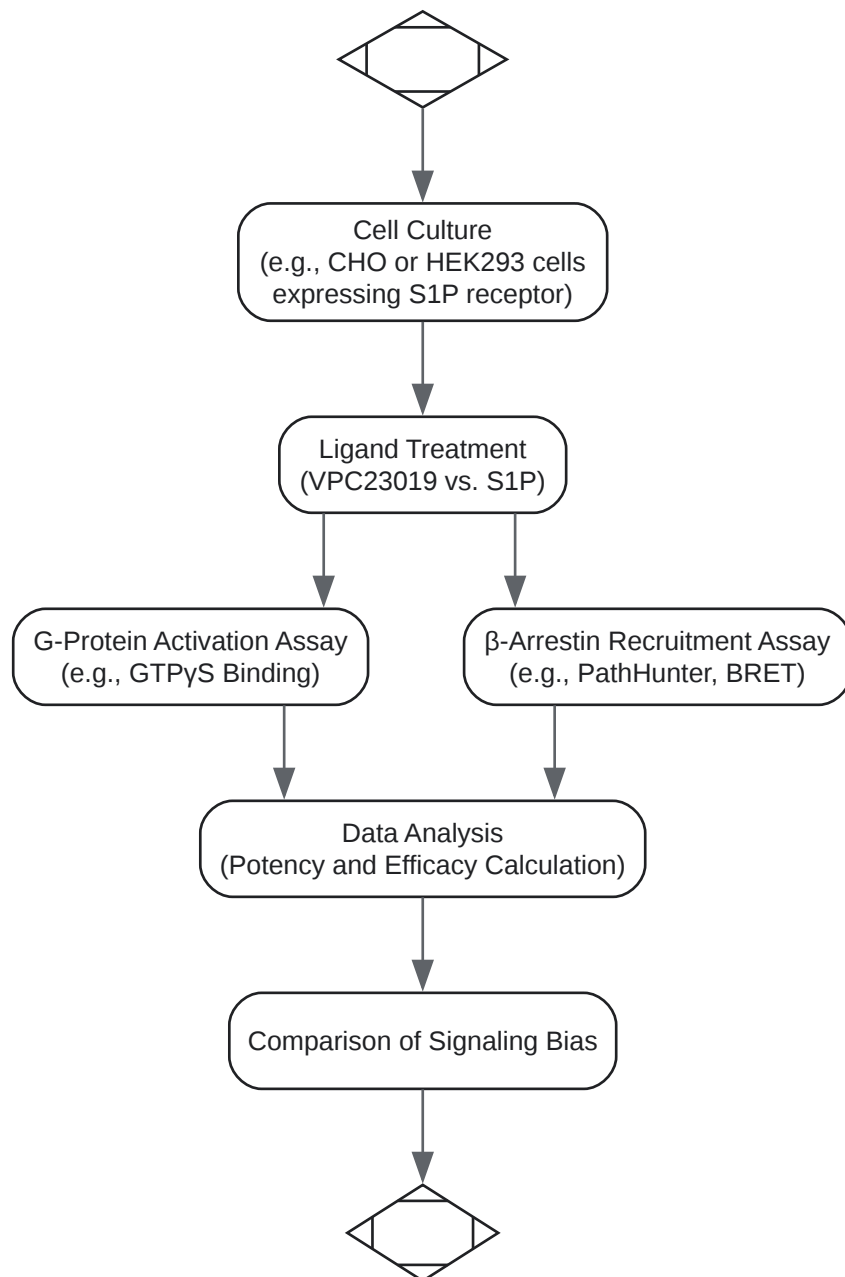 Cell Culture
(e.g., CHO or HEK293 cells
expressing S1P receptor)
Ligand Treatment
(VPC23019 vs. S1P)
G-Protein Activation Assay
(e.g., GTPγS Binding)
β-Arrestin Recruitment Assay
(e.g., PathHunter, BRET)
Data Analysis
(Potency and Efficacy Calculation)
Comparison of Signaling Bias